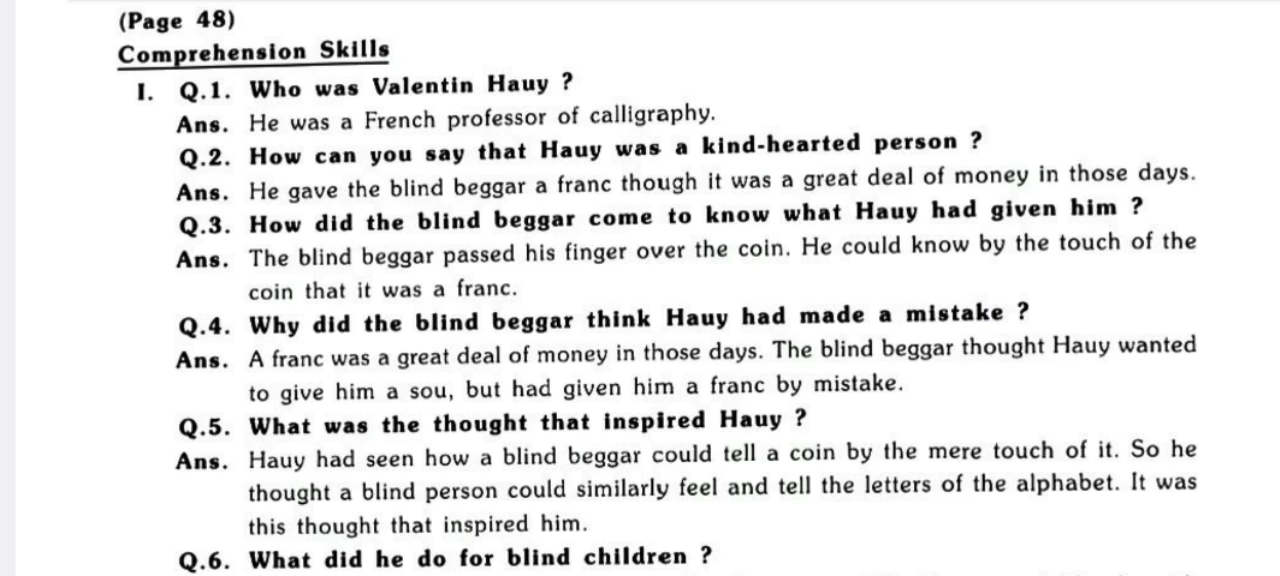 (Page 48)
Comprehension Skills
I. Q.1. Who was Valentin Hauy ?
Ans. He was a French professor of calligraphy.
Q.2. How can you say that Hauy was a kind-hearted person ?
Ans. He gave the blind beggar a franc though it was a great deal of money in those days.
Q.3. How did the blind beggar come to know what Hauy had given him ?
Ans. The blind beggar passed his finger over the coin. He could know by the touch of the
coin that it was a franc.
Q.4. Why did the blind beggar think Hauy had made a mistake ?
Ans. A franc was a great deal of money in those days. The blind beggar thought Hauy wanted
to give him a sou, but had given him a franc by mistake.
Q.5. What was the thought that inspired Hauy ?
Ans. Hauy had seen how a blind beggar could tell a coin by the mere touch of it. So he
thought a blind person could similarly feel and tell the letters of the alphabet. It was
this thought that inspired him.
Q.6. What did he do for blind children ?